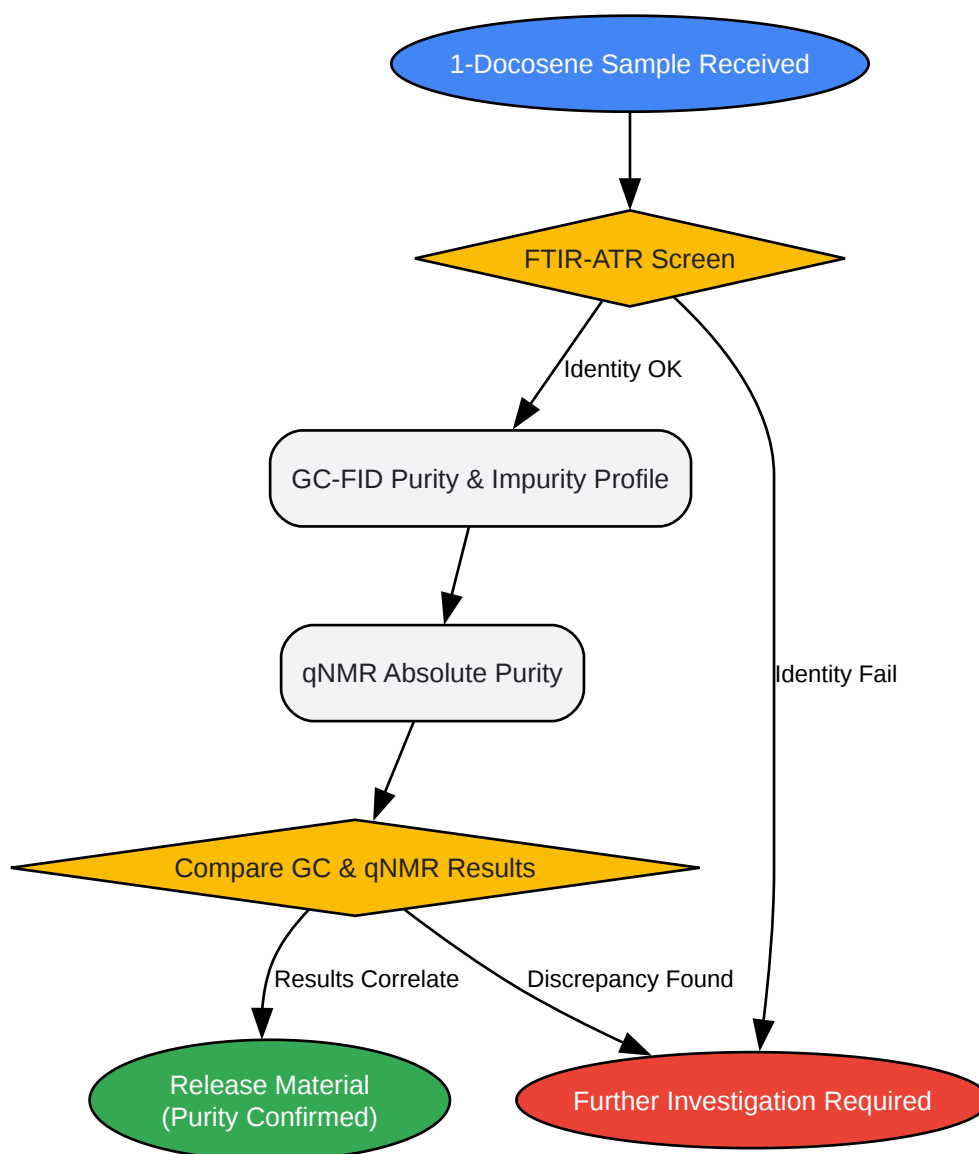 1-Docosene Sample Received
FTIR-ATR Screen
Identity OK
GC-FID Purity & Impurity Profile
qNMR Absolute Purity
Identity Fail
Compare GC & qNMR Results
Results Correlate
Discrepancy Found
Release Material
(Purity Confirmed)
Further Investigation Required